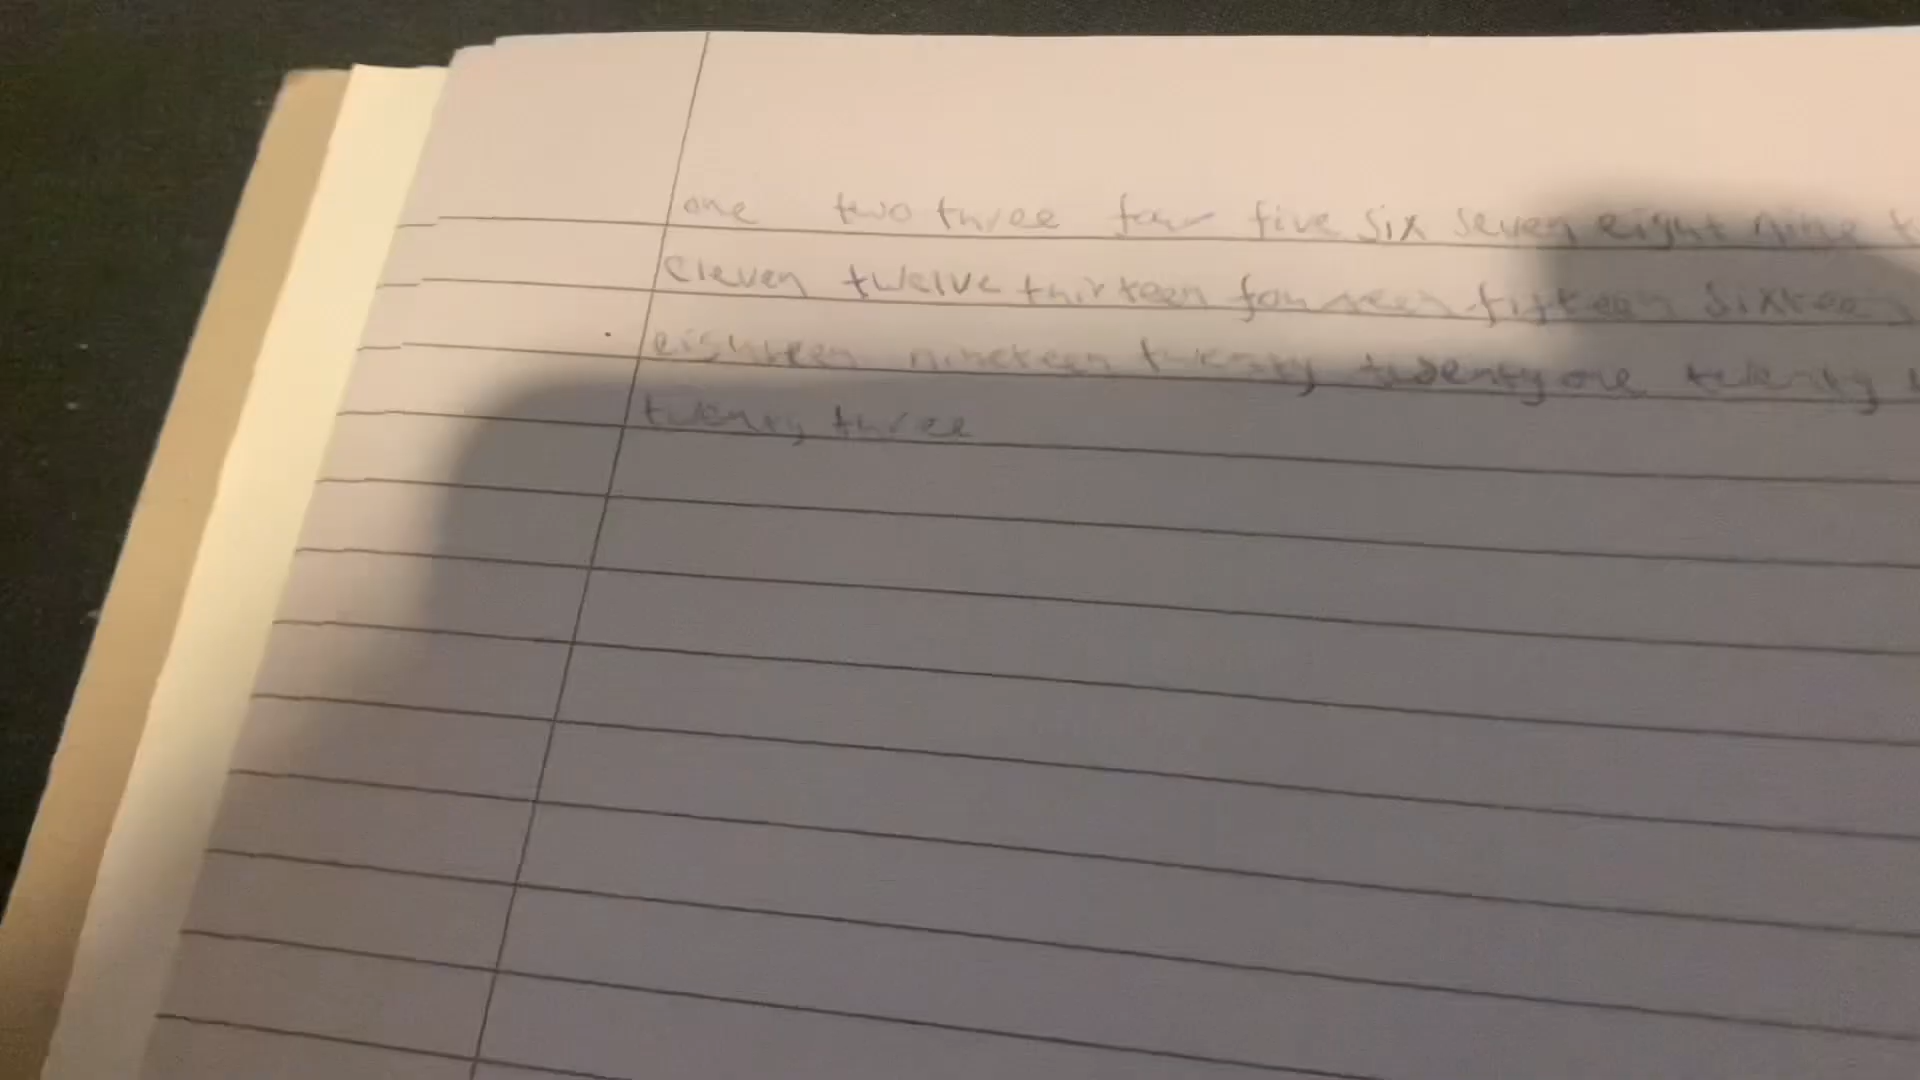 one two three four five six seven eight nine
eleven twelve thirteen fourteen fifteen sixteen
eighteen nineteen twenty twenty one twenty
twenty three